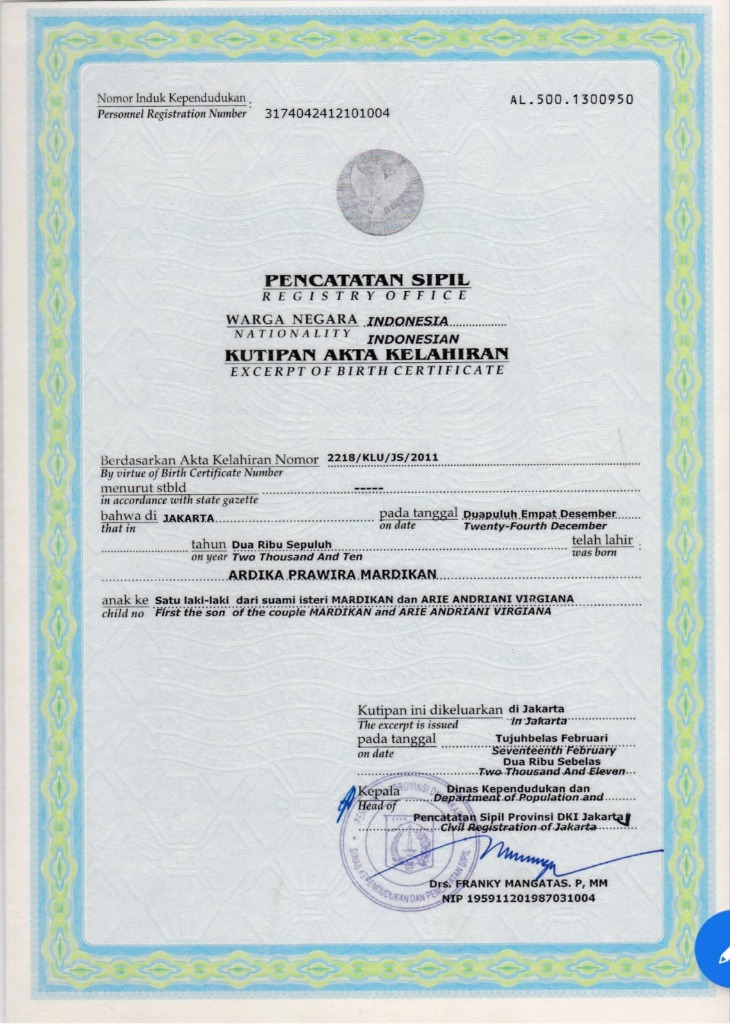 Nomor Induk Kependudukan :
Personnel Registration Number 3174042412101004
AL.500.1300950
PENCATATAN SIPIL
REGISTRY OFFICE
WARGA NEGARA INDONESIA
NATIONALITY INDONESIAN
KUTIPAN AKTA KELAHIRAN
EXCERPT OF BIRTH CERTIFICATE
Berdasarkan Akta Kelahiran Nomor 2218/KLU/JS/2011
By virtue of Birth Certificate Number
menurut stbld -----
in accordance with state gazette
bahwa di JAKARTA pada tanggal Duapuluh Empat Desember
that in on date Twenty-Fourth December
tahun Dua Ribu Sepuluh telah lahir :
on year Two Thousand And Ten was born
ARDIKA PRAWIRA MARDIKAN
anak ke Satu laki-laki dari suami isteri MARDIKAN dan ARIE ANDRIANI VIRGIANA
child no First the son of the couple MARDIKAN and ARIE ANDRIANI VIRGIANA
Kutipan ini dikeluarkan di Jakarta
The excerpt is issued in Jakarta
pada tanggal Tujuhbelas Februari
on date Seventeenth February
Dua Ribu Sebelas
Two Thousand And Eleven
Kepala Dinas Kependudukan dan
Head of Department of Population and
Pencatatan Sipil Provinsi DKI Jakarta
Civil Registration of Jakarta
DINAS KEPENDUDUKAN DAN PENCATATAN SIPIL
Drs. FRANKY MANGATAS. P, MM
NIP 195911201987031004